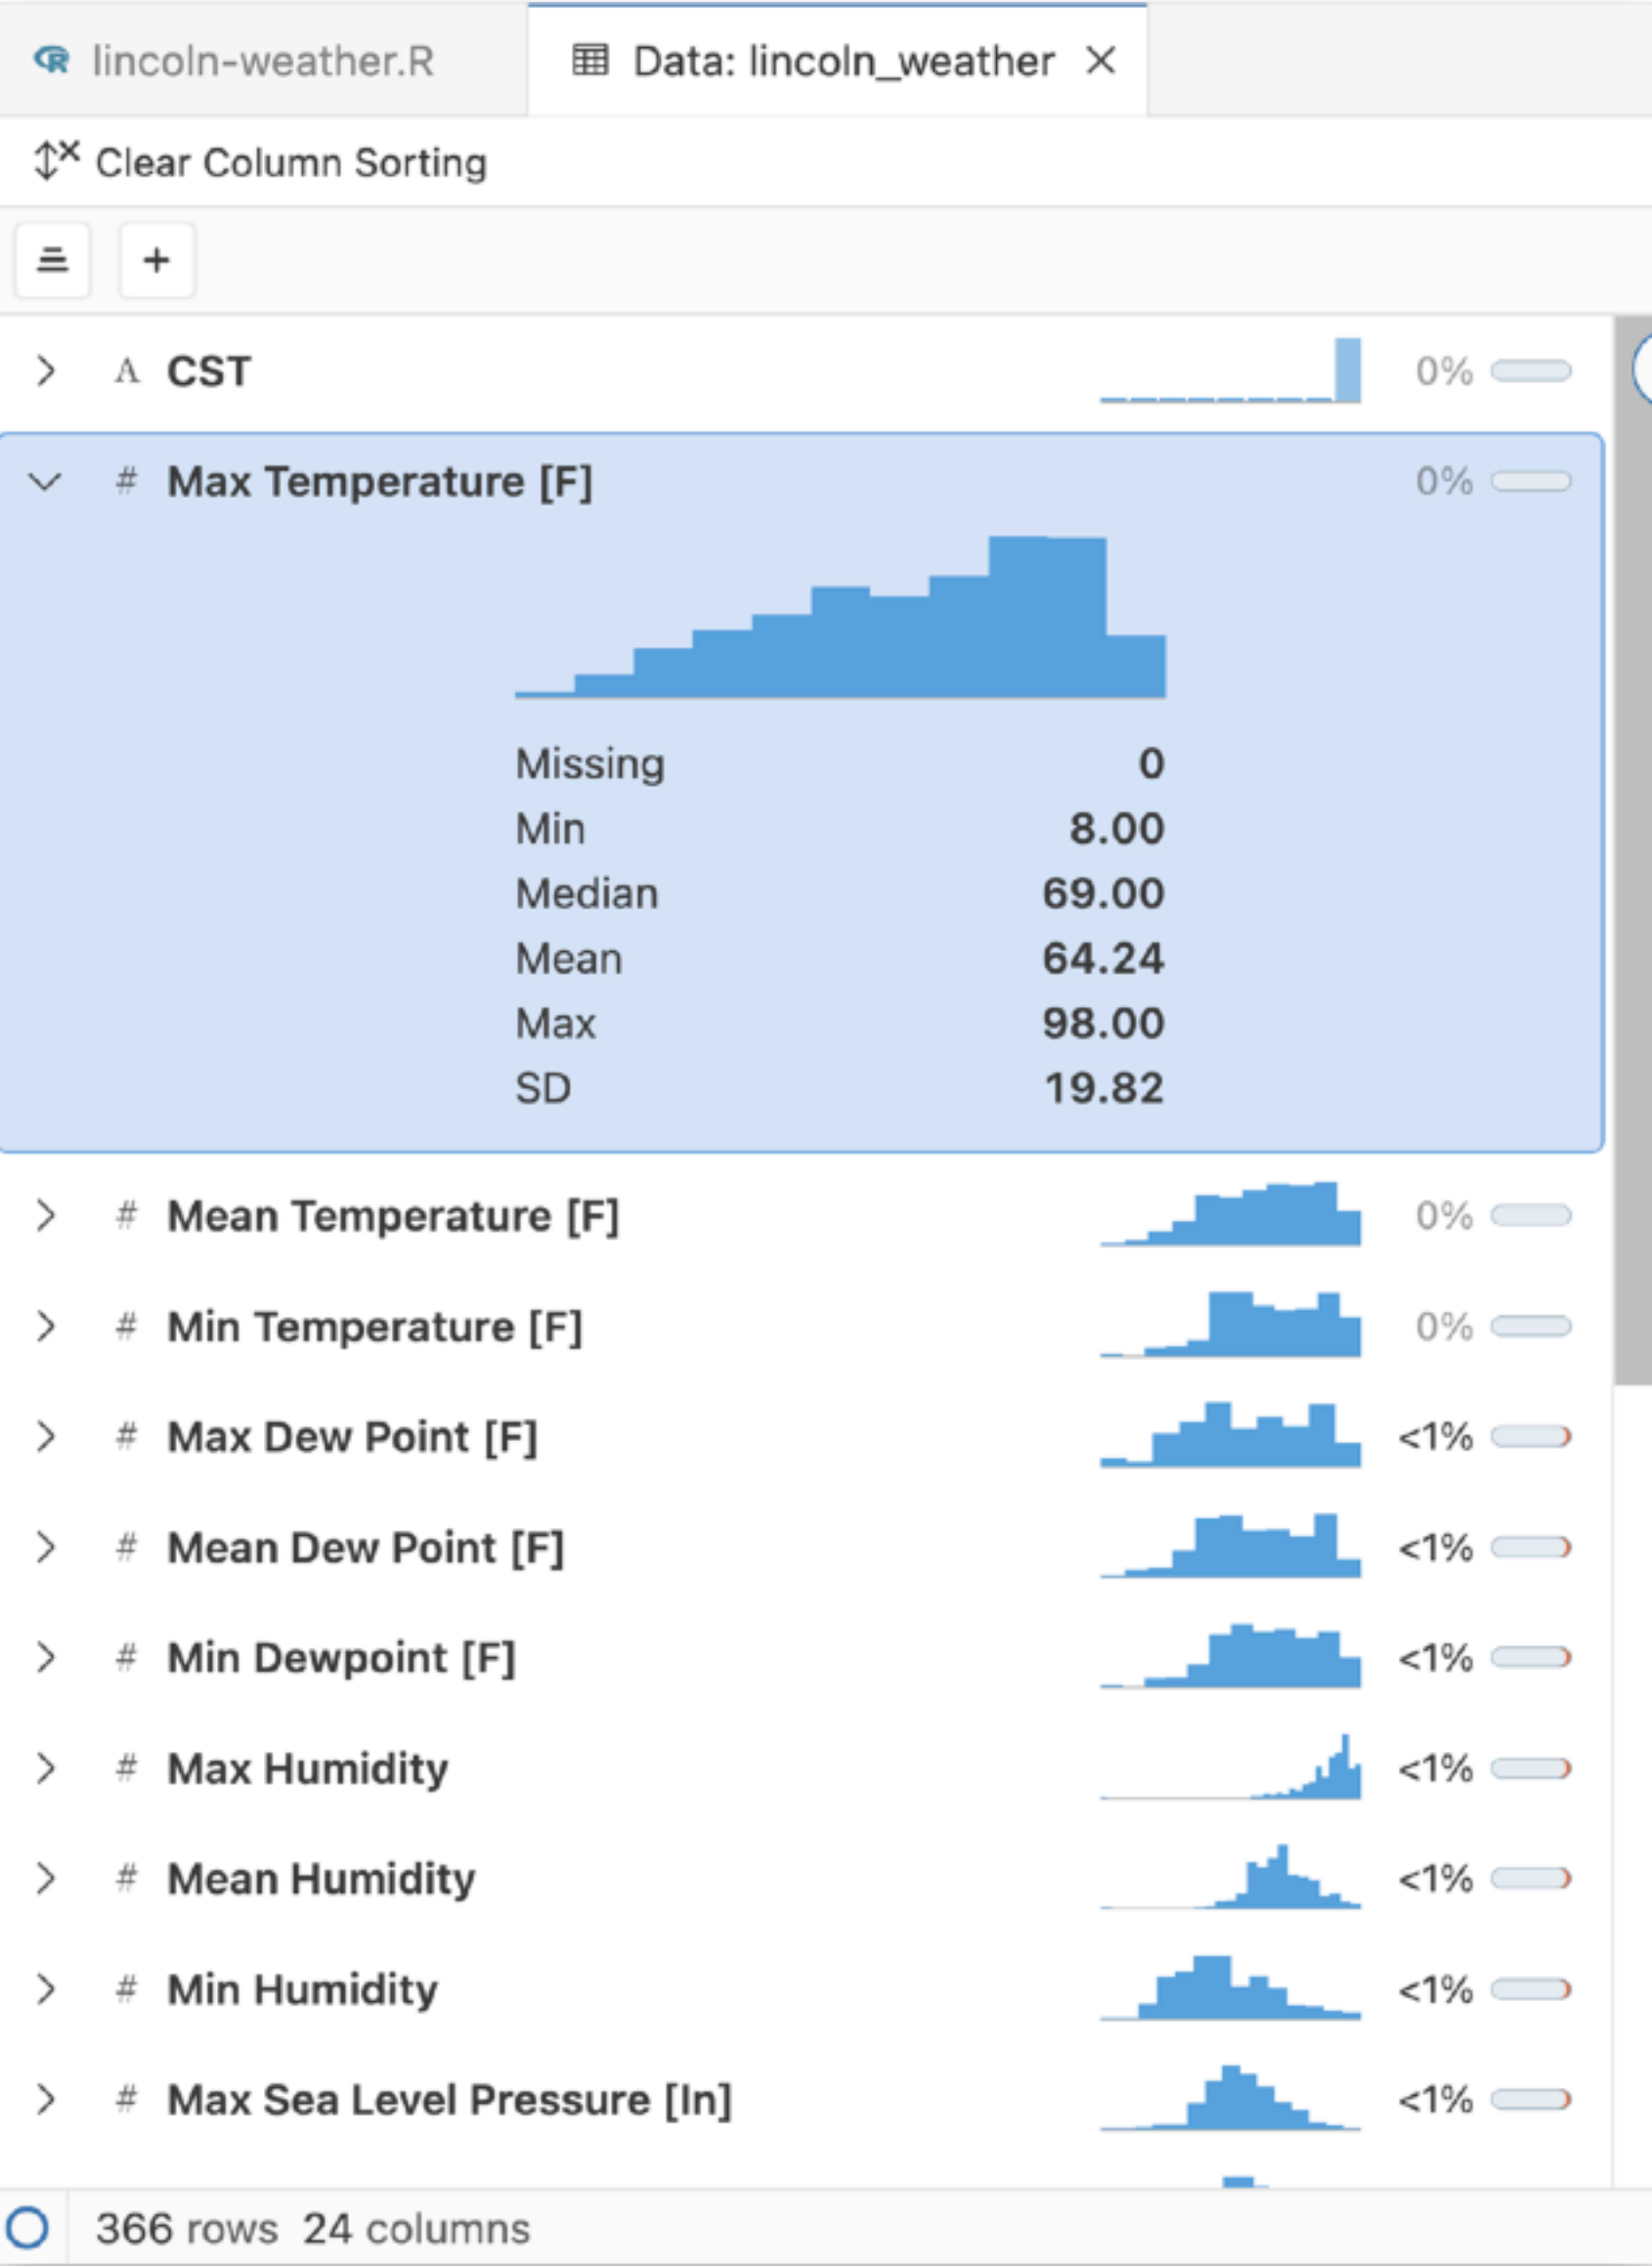 lincoln-weather.R Data: lincoln_weather
Clear Column Sorting
A CST 0%
# Max Temperature [F] 0%
Missing 0
Min 8.00
Median 69.00
Mean 64.24
Max 98.00
SD 19.82
# Mean Temperature [F] 0%
# Min Temperature [F] 0%
# Max Dew Point [F] <1%
# Mean Dew Point [F] <1%
# Min Dewpoint [F] <1%
# Max Humidity <1%
# Mean Humidity <1%
# Min Humidity <1%
# Max Sea Level Pressure [In] <1%
366 rows 24 columns